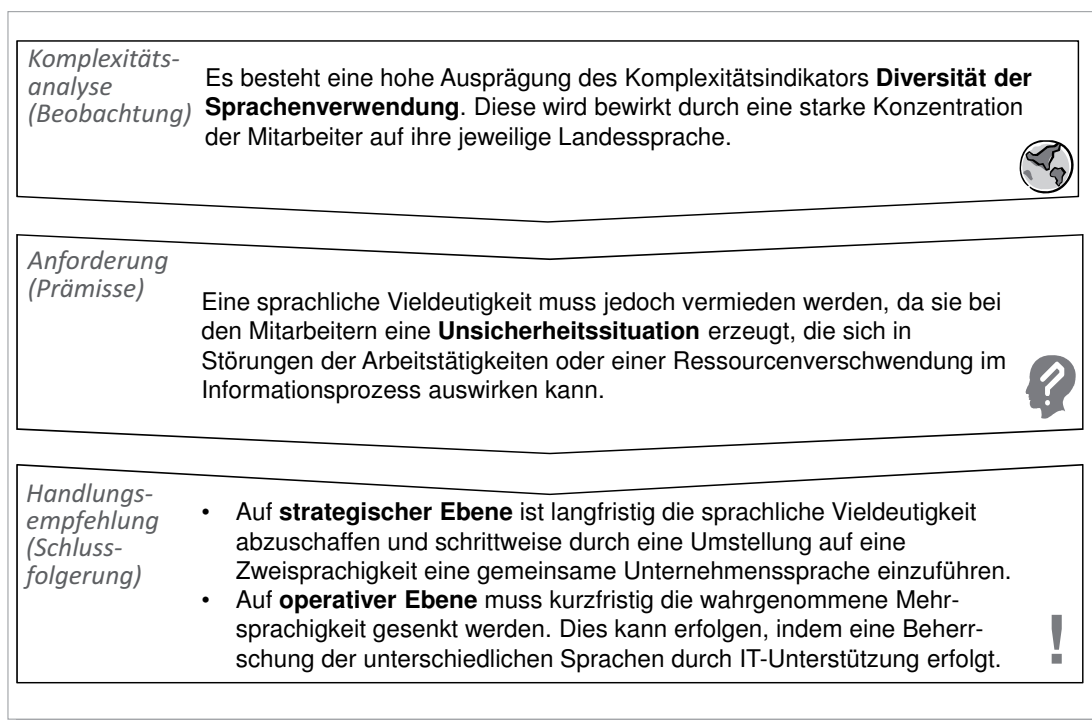 Komplexitäts-
analyse
(Beobachtung)
Es besteht eine hohe Ausprägung des Komplexitätsindikators Diversität der
Sprachenverwendung. Diese wird bewirkt durch eine starke Konzentration
der Mitarbeiter auf ihre jeweilige Landessprache.
Anforderung
(Prämisse)
Eine sprachliche Vieldeutigkeit muss jedoch vermieden werden, da sie bei
den Mitarbeitern eine Unsicherheitssituation erzeugt, die sich in
Störungen der Arbeitstätigkeiten oder einer Ressourcenverschwendung im
Informationsprozess auswirken kann.
Handlungs-
empfehlung
(Schluss-
folgerung)
• Auf strategischer Ebene ist langfristig die sprachliche Vieldeutigkeit
abzuschaffen und schrittweise durch eine Umstellung auf eine
Zweisprachigkeit eine gemeinsame Unternehmenssprache einzuführen.
• Auf operativer Ebene muss kurzfristig die wahrgenommene Mehr-
sprachigkeit gesenkt werden. Dies kann erfolgen, indem eine Beherr-
schung der unterschiedlichen Sprachen durch IT-Unterstützung erfolgt.
?
!